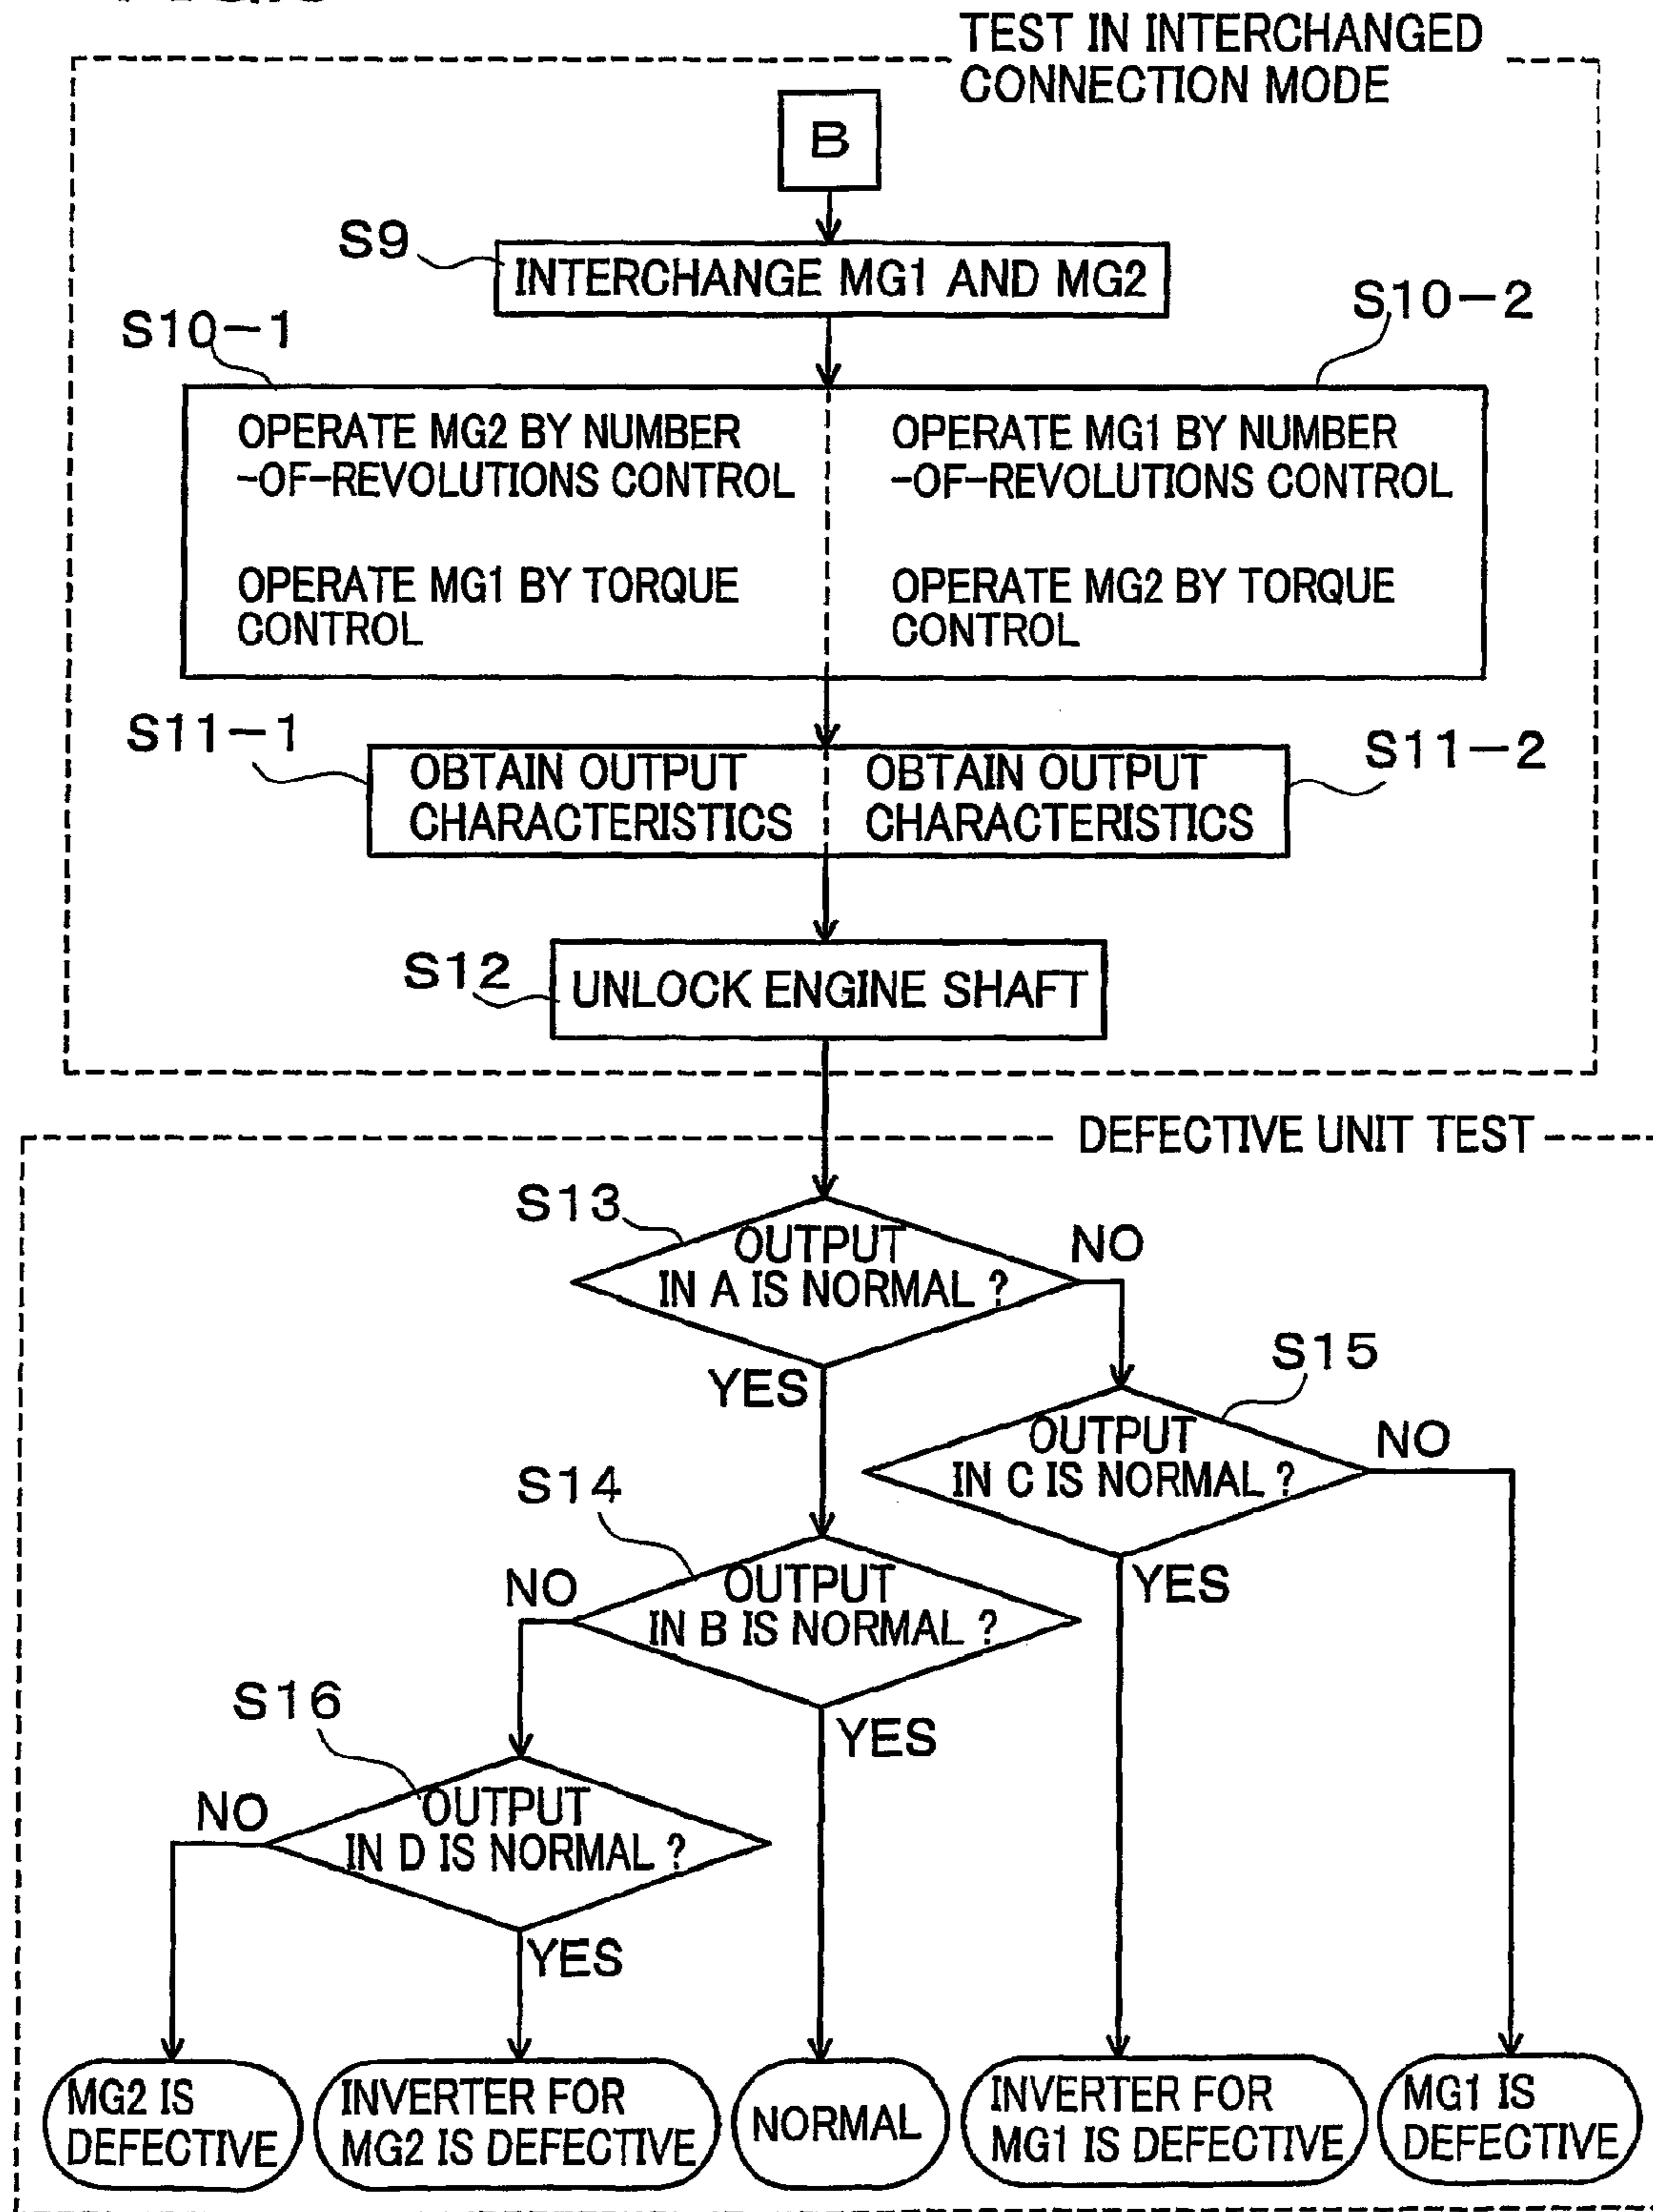 TEST IN INTERCHANGED
CONNECTION MODE
B
S9
INTERCHANGE MG1 AND MG2
S10-1
S10-2
OPERATE MG2 BY NUMBER
-OF-REVOLUTIONS CONTROL
OPERATE MG1 BY TORQUE
CONTROL
OPERATE MG1 BY NUMBER
-OF-REVOLUTIONS CONTROL
OPERATE MG2 BY TORQUE
CONTROL
S11-1
S11-2
OBTAIN OUTPUT
CHARACTERISTICS
OBTAIN OUTPUT
CHARACTERISTICS
S12
UNLOCK ENGINE SHAFT
DEFECTIVE UNIT TEST
S13
OUTPUT
IN A IS NORMAL ?
NO
YES
S15
OUTPUT
IN C IS NORMAL ?
NO
YES
S14
OUTPUT
IN B IS NORMAL ?
NO
YES
S16
OUTPUT
IN D IS NORMAL ?
NO
YES
MG2 IS
DEFECTIVE
INVERTER FOR
MG2 IS DEFECTIVE
NORMAL
INVERTER FOR
MG1 IS DEFECTIVE
MG1 IS
DEFECTIVE